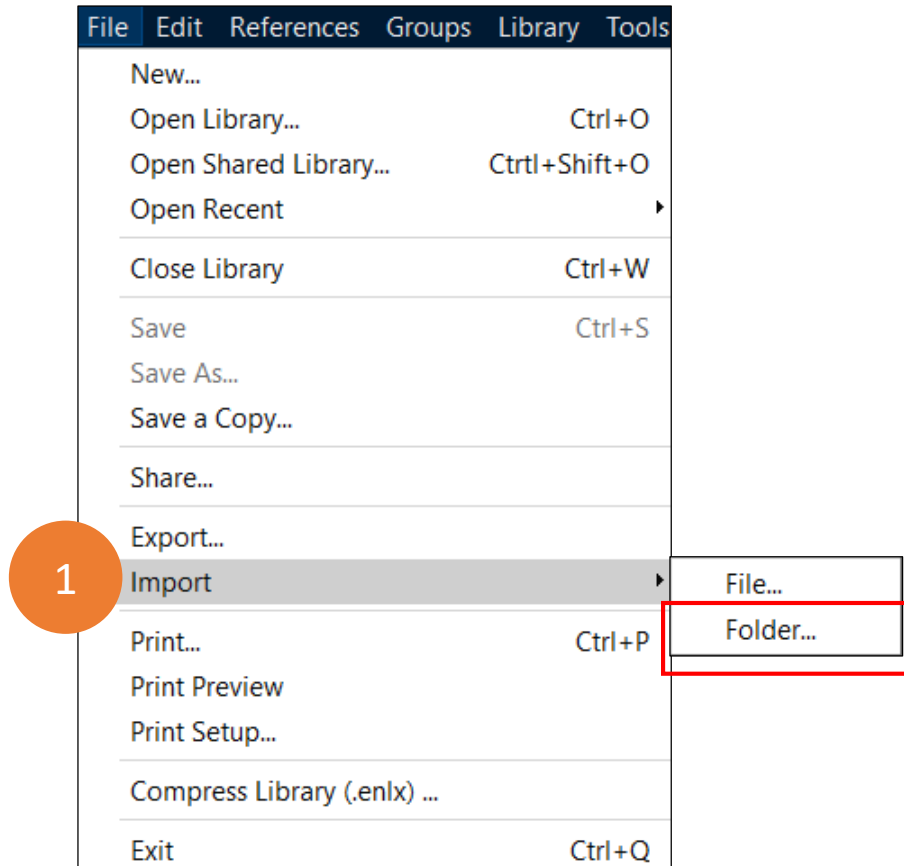 File Edit References Groups Library Tools
New...
Open Library... Ctrl+O
Open Shared Library... Ctrtl+Shift+O
Open Recent
Close Library Ctrl+W
Save Ctrl+S
Save As...
Save a Copy...
Share...
Export...
1 Import File...
Folder...
Print... Ctrl+P
Print Preview
Print Setup...
Compress Library (.enlx) ...
Exit Ctrl+Q